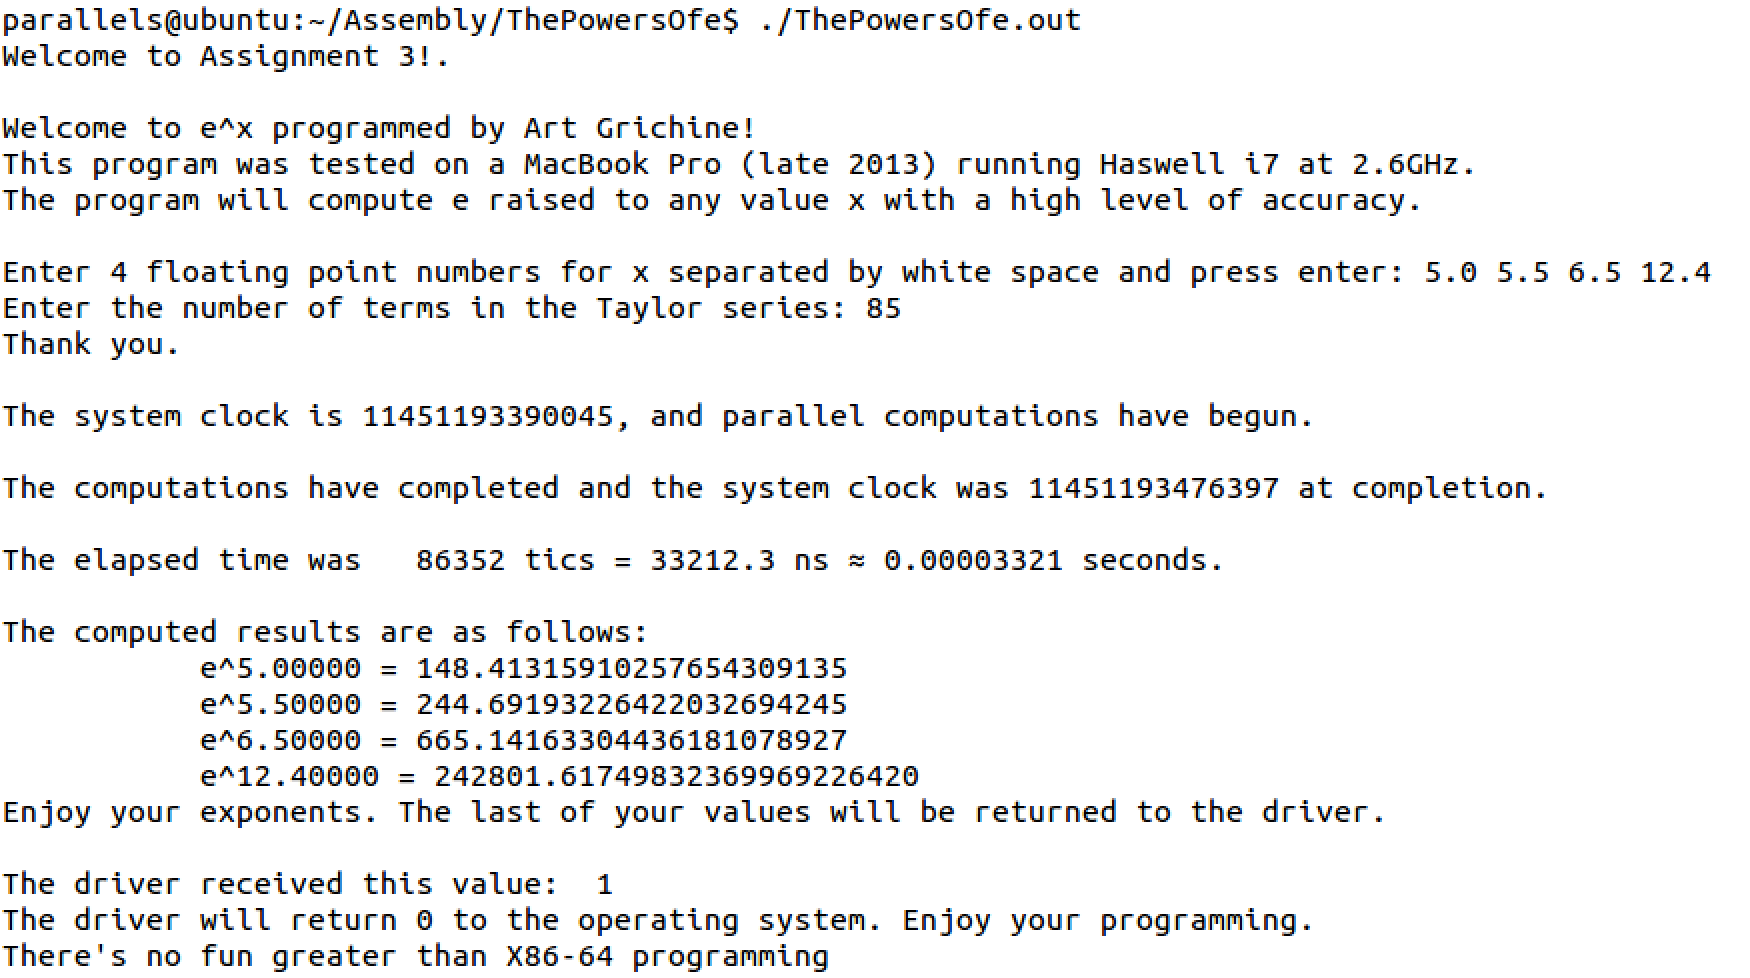 parallels@ubuntu:~/Assembly/ThePowersOfe$ ./ThePowersOfe.out
Welcome to Assignment 3!.
Welcome to e^x programmed by Art Grichine!
This program was tested on a MacBook Pro (late 2013) running Haswell i7 at 2.6GHz.
The program will compute e raised to any value x with a high level of accuracy.
Enter 4 floating point numbers for x separated by white space and press enter: 5.0 5.5 6.5 12.4
Enter the number of terms in the Taylor series: 85
Thank you.
The system clock is 11451193390045, and parallel computations have begun.
The computations have completed and the system clock was 11451193476397 at completion.
The elapsed time was   86352 tics = 33212.3 ns ≈ 0.00003321 seconds.
The computed results are as follows:
e^5.00000 = 148.41315910257654309135
e^5.50000 = 244.69193226422032694245
e^6.50000 = 665.14163304436181078927
e^12.40000 = 242801.61749832369969226420
Enjoy your exponents. The last of your values will be returned to the driver.
The driver received this value:  1
The driver will return 0 to the operating system. Enjoy your programming.
There's no fun greater than X86-64 programming